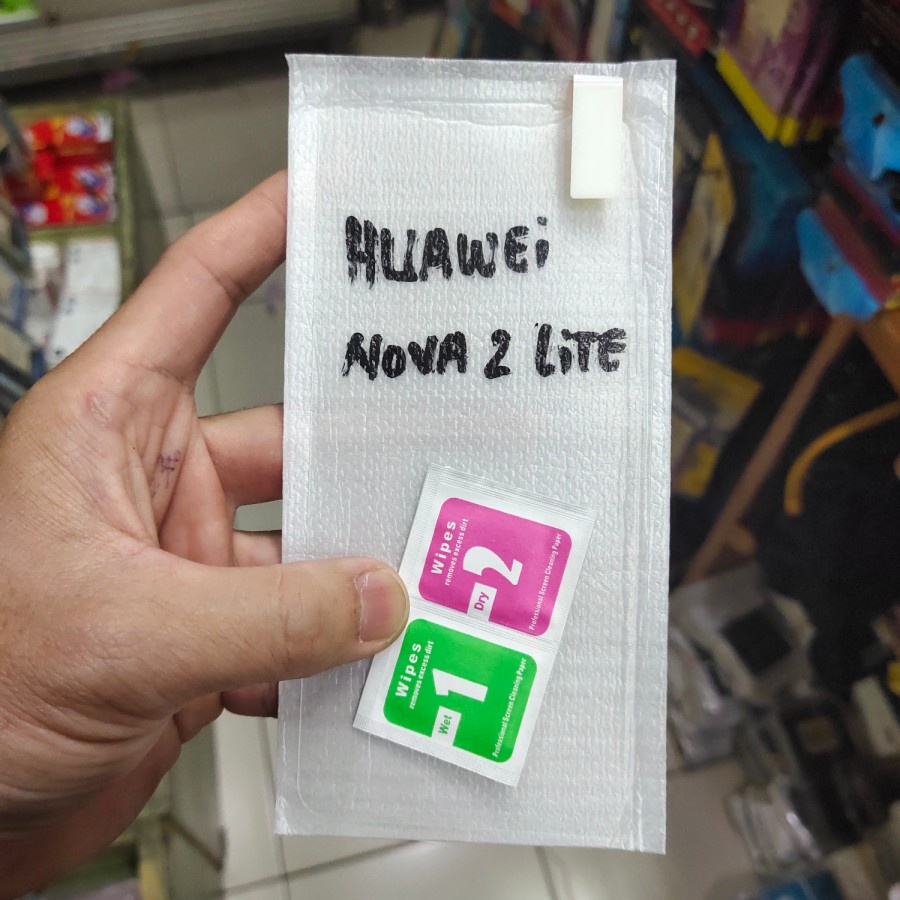 HUAWEi
NOVA 2 LiTE
Wipes
removes excess dirt
Dry 2
Professional Screen Cleaning Paper
Wipes
removes excess dirt
Wet 1
Professional Screen Cleaning Paper